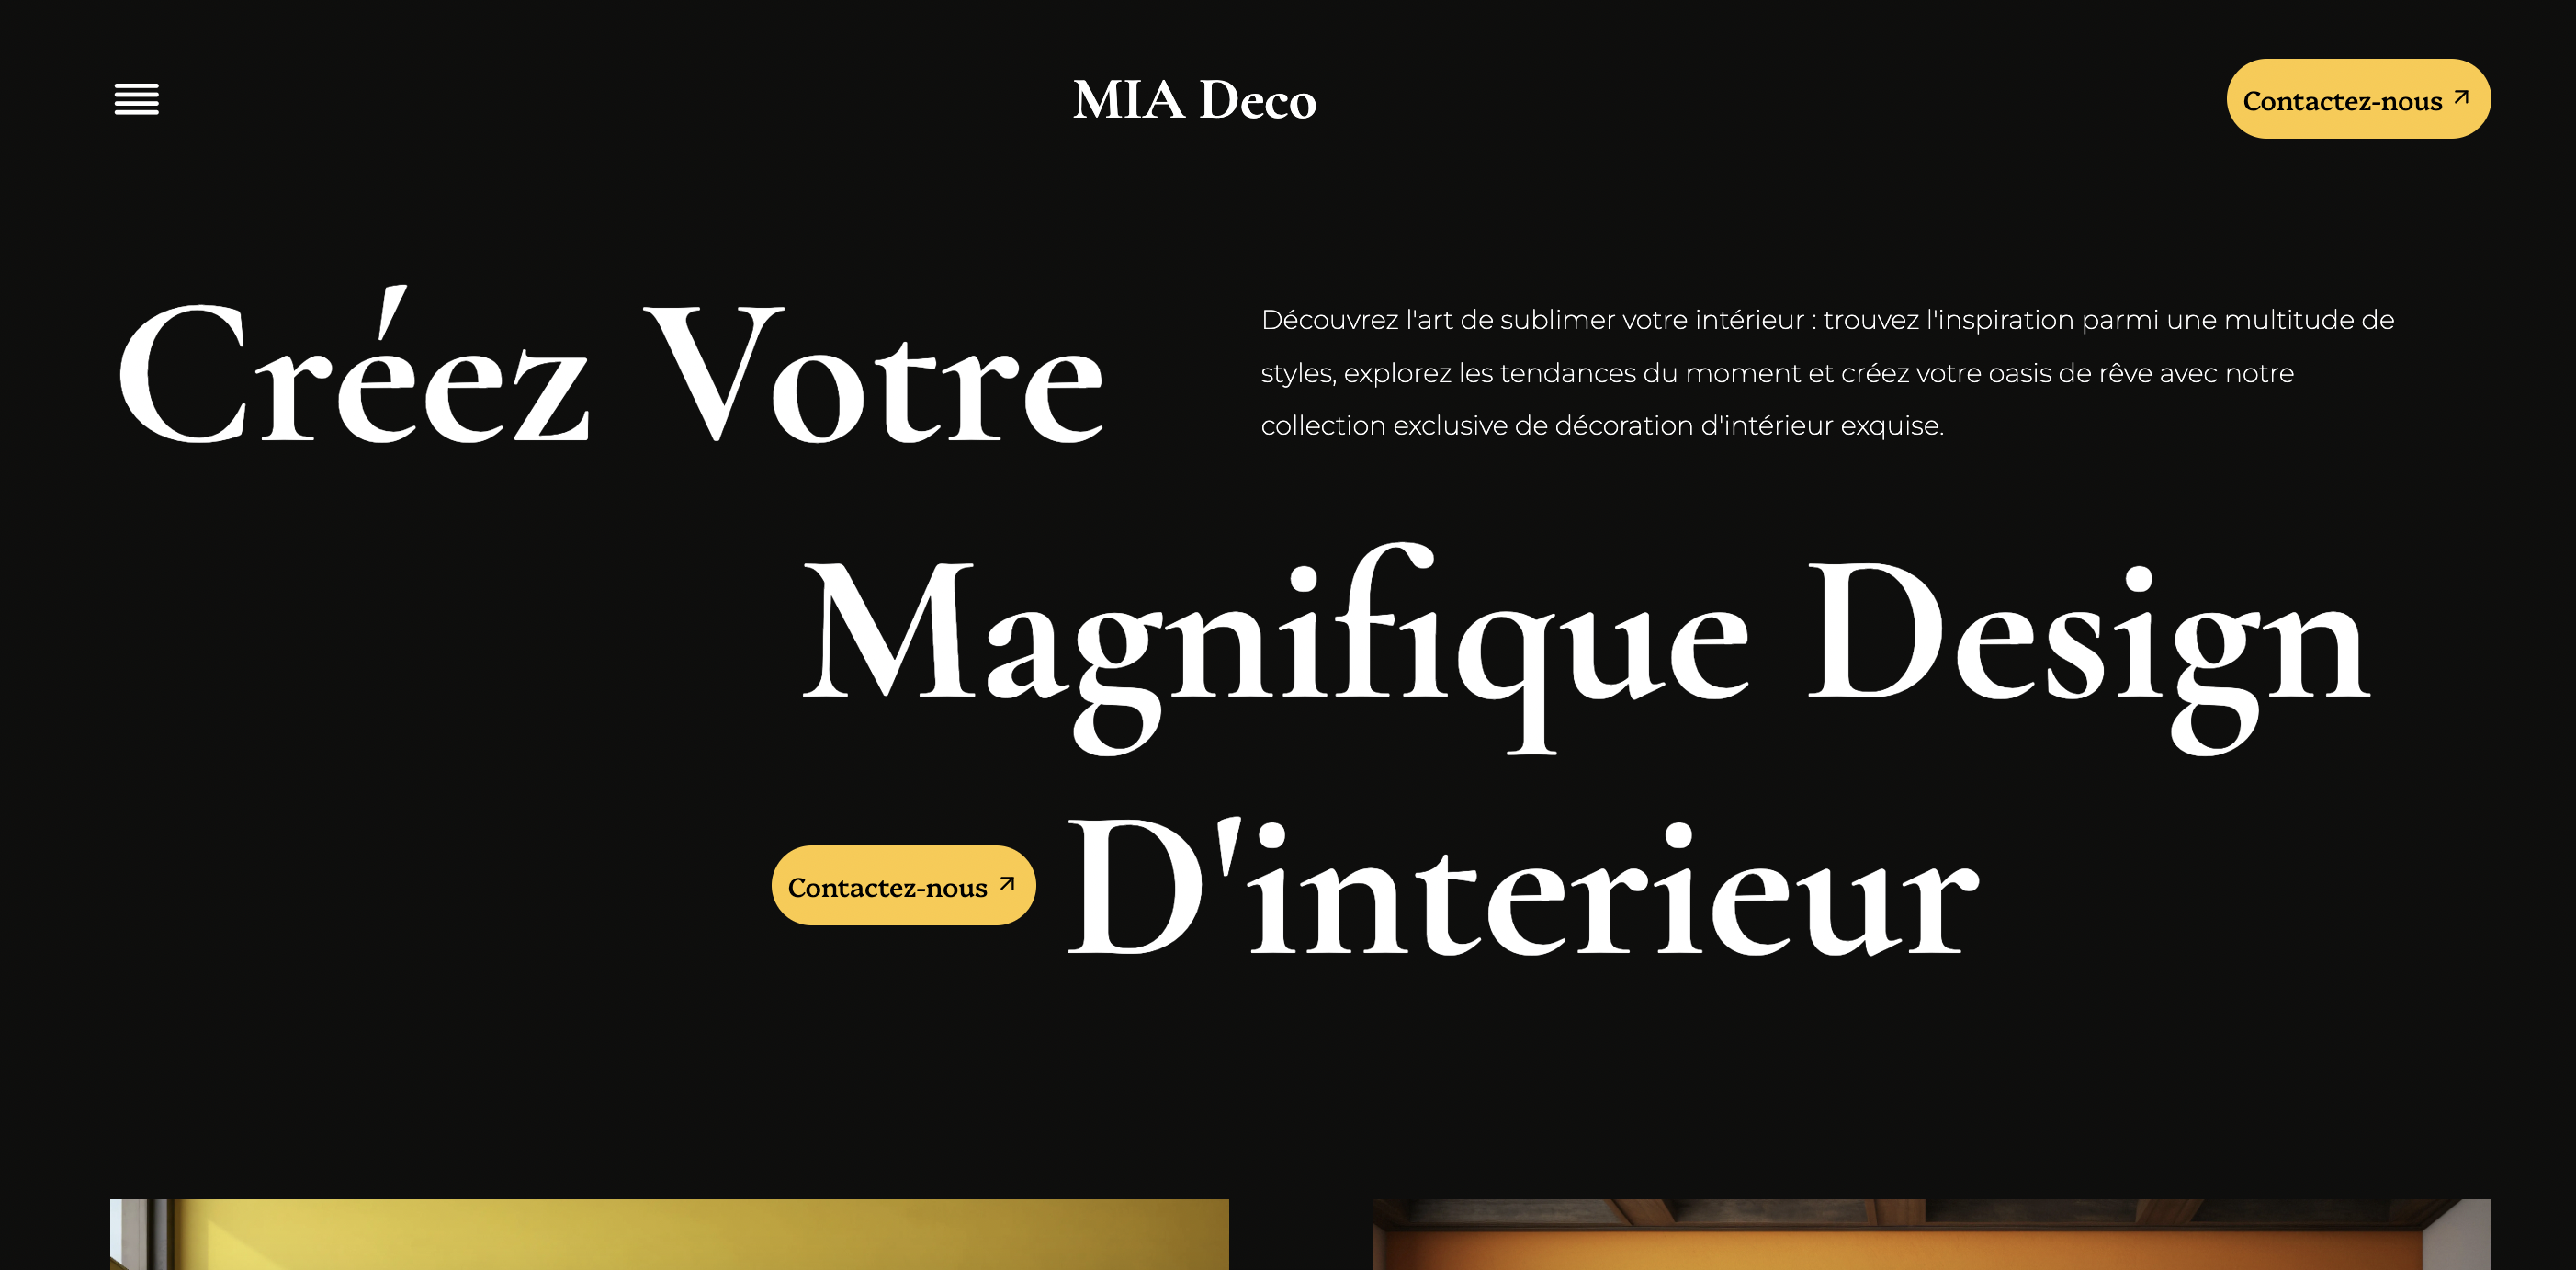 MIA Deco
Contactez-nous
Créez Votre
Découvrez l'art de sublimer votre intérieur : trouvez l'inspiration parmi une multitude de
styles, explorez les tendances du moment et créez votre oasis de rêve avec notre
collection exclusive de décoration d'intérieur exquise.
Magnifique Design
Contactez-nous
D'interieur